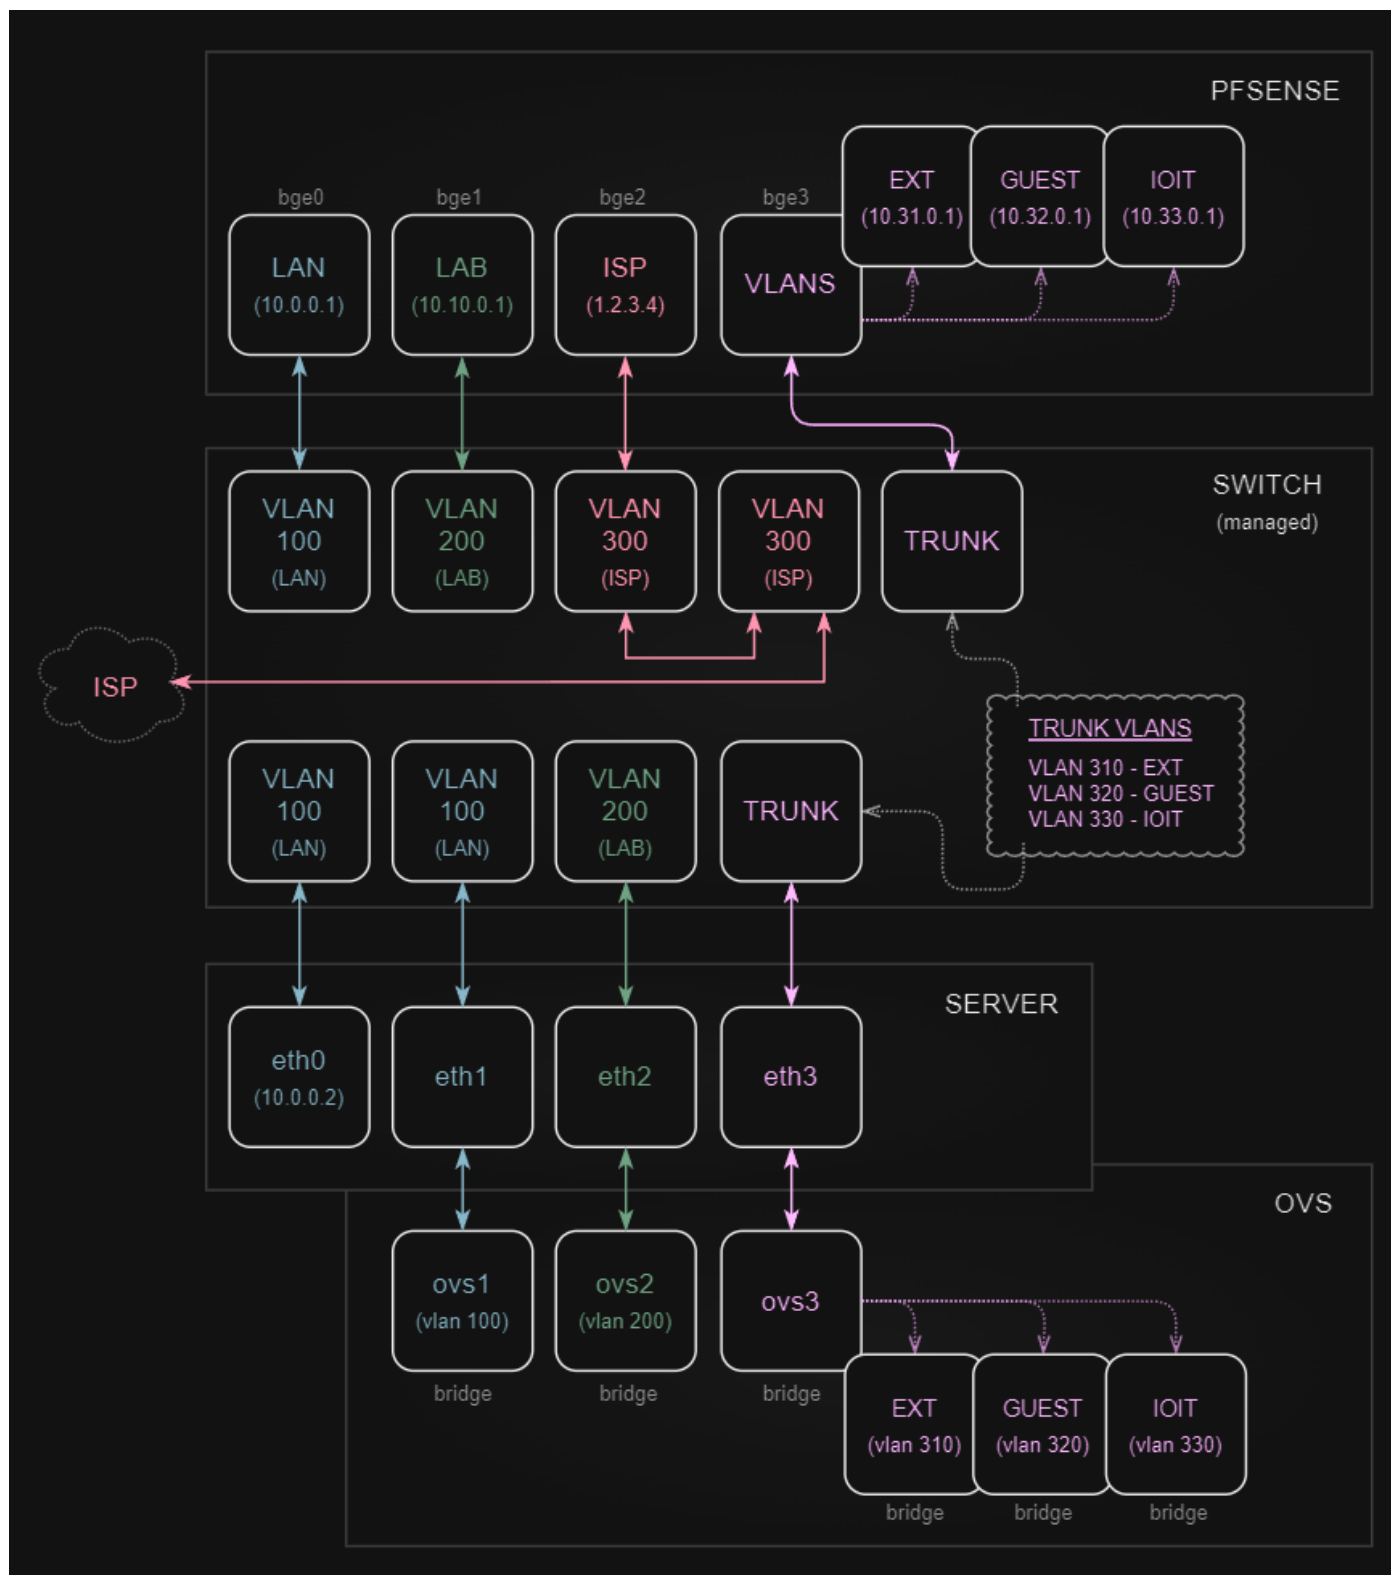 PFSENSE
bge0
bge1
bge2
bge3
LAN
(10.0.0.1)
LAB
(10.10.0.1)
ISP
(1.2.3.4)
VLANS
EXT
(10.31.0.1)
GUEST
(10.32.0.1)
IOIT
(10.33.0.1)
SWITCH
(managed)
VLAN
100
(LAN)
VLAN
200
(LAB)
VLAN
300
(ISP)
VLAN
300
(ISP)
TRUNK
ISP
TRUNK VLANS
VLAN 310 - EXT
VLAN 320 - GUEST
VLAN 330 - IOIT
VLAN
100
(LAN)
VLAN
100
(LAN)
VLAN
200
(LAB)
TRUNK
SERVER
eth0
(10.0.0.2)
eth1
eth2
eth3
OVS
ovs1
(vlan 100)
bridge
ovs2
(vlan 200)
bridge
ovs3
bridge
EXT
(vlan 310)
bridge
GUEST
(vlan 320)
bridge
IOIT
(vlan 330)
bridge